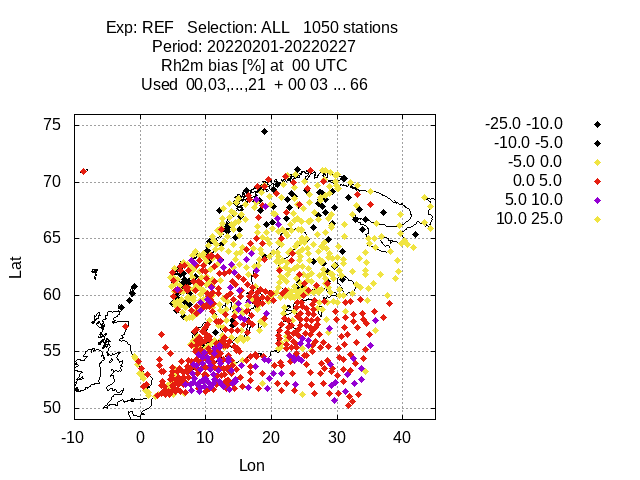 Exp: REF   Selection: ALL   1050 stations
Period: 20220201-20220227
Rh2m bias [%] at  00 UTC
Used  00,03,...,21  + 00 03 ... 66
-25.0 -10.0
-10.0 -5.0
-5.0 0.0
0.0 5.0
5.0 10.0
10.0 25.0
75
70
65
60
55
50
Lat
-10 0 10 20 30 40
Lon